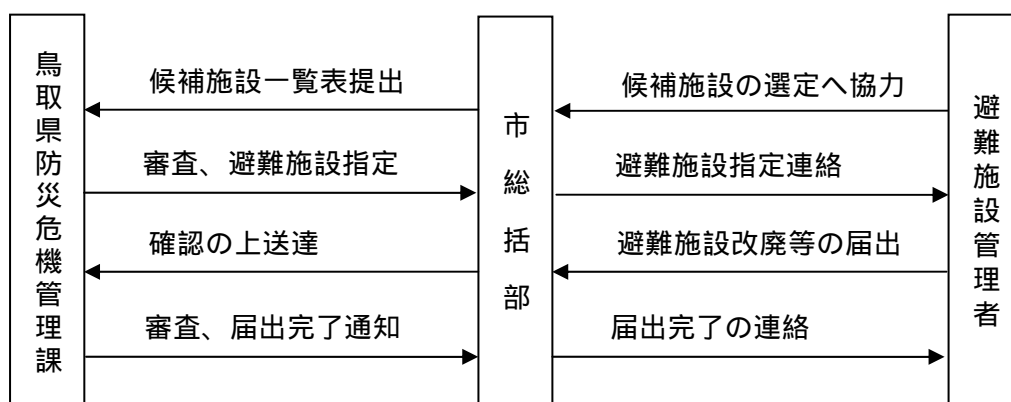 鳥取県防災危機管理課
候補施設一覧表提出
審査、避難施設指定
確認の上送達
審査、届出完了通知
市総括部
候補施設の選定へ協力
避難施設指定連絡
避難施設改廃等の届出
届出完了の連絡
避難施設管理者